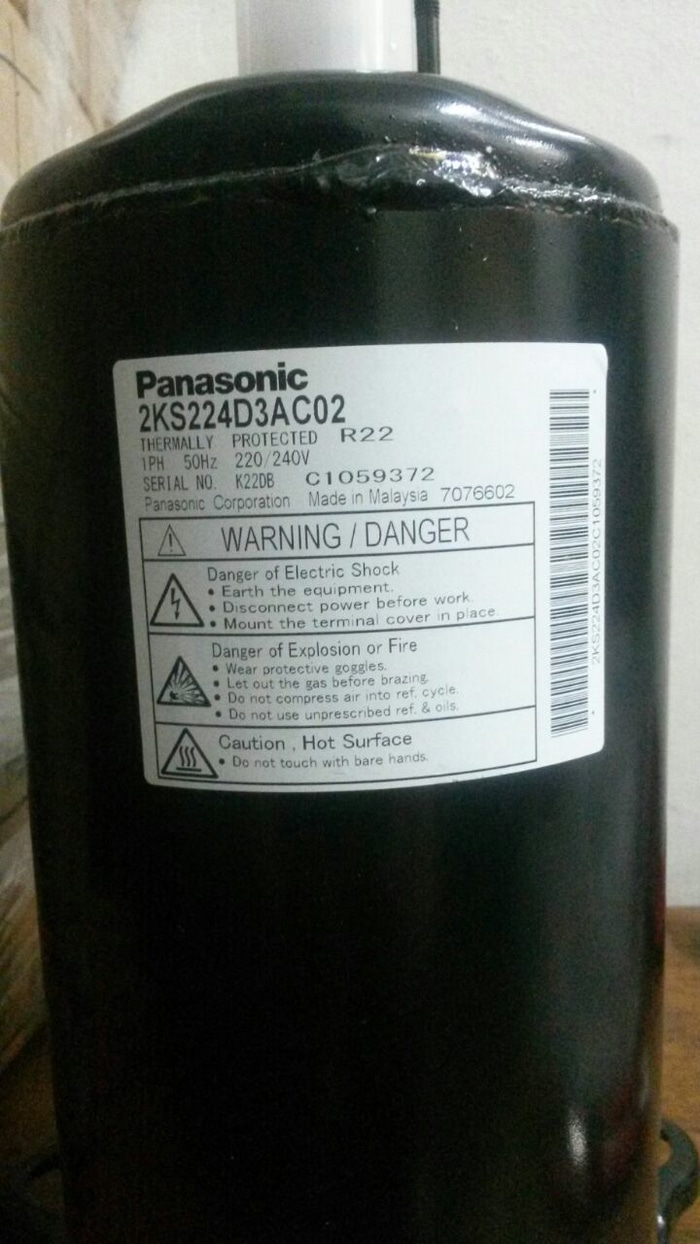 Panasonic
2KS224D3AC02
THERMALLY PROTECTED R22
1PH 50Hz 220/240V
SERIAL NO. K22DB C1059372
Panasonic Corporation Made in Malaysia 7076602
WARNING / DANGER
Danger of Electric Shock
• Earth the equipment.
• Disconnect power before work.
• Mount the terminal cover in place.
Danger of Explosion or Fire
• Wear protective goggles.
• Let out the gas before brazing.
• Do not compress air into ref. cycle.
• Do not use unprescribed ref. & oils.
Caution , Hot Surface
• Do not touch with bare hands.
2KS224D3AC02C1059372